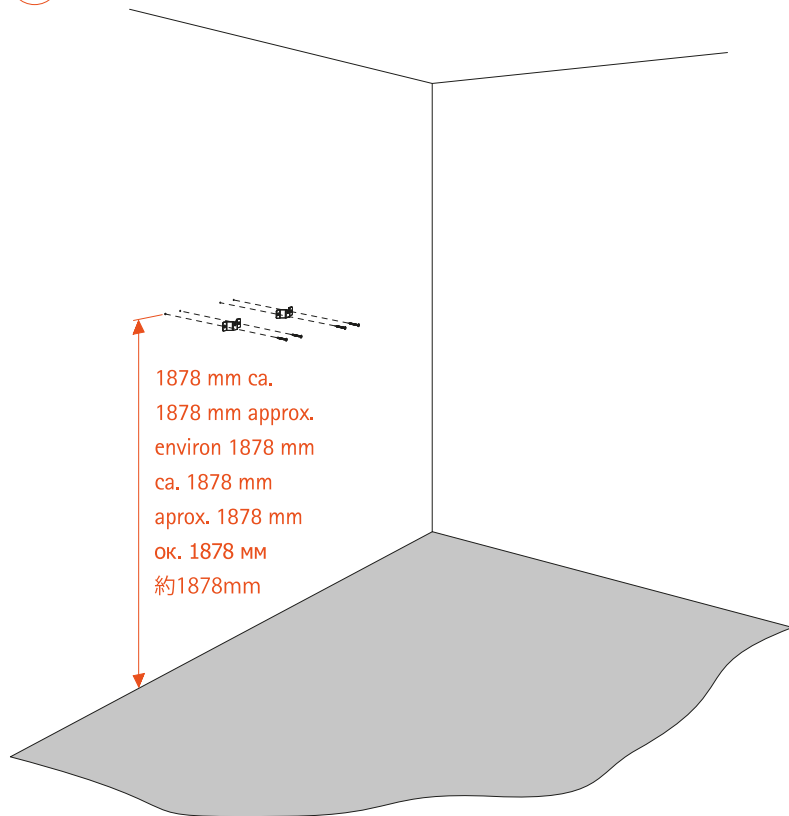 1878 mm ca.
1878 mm approx.
environ 1878 mm
ca. 1878 mm
aprox. 1878 mm
ок. 1878 мм
約1878mm